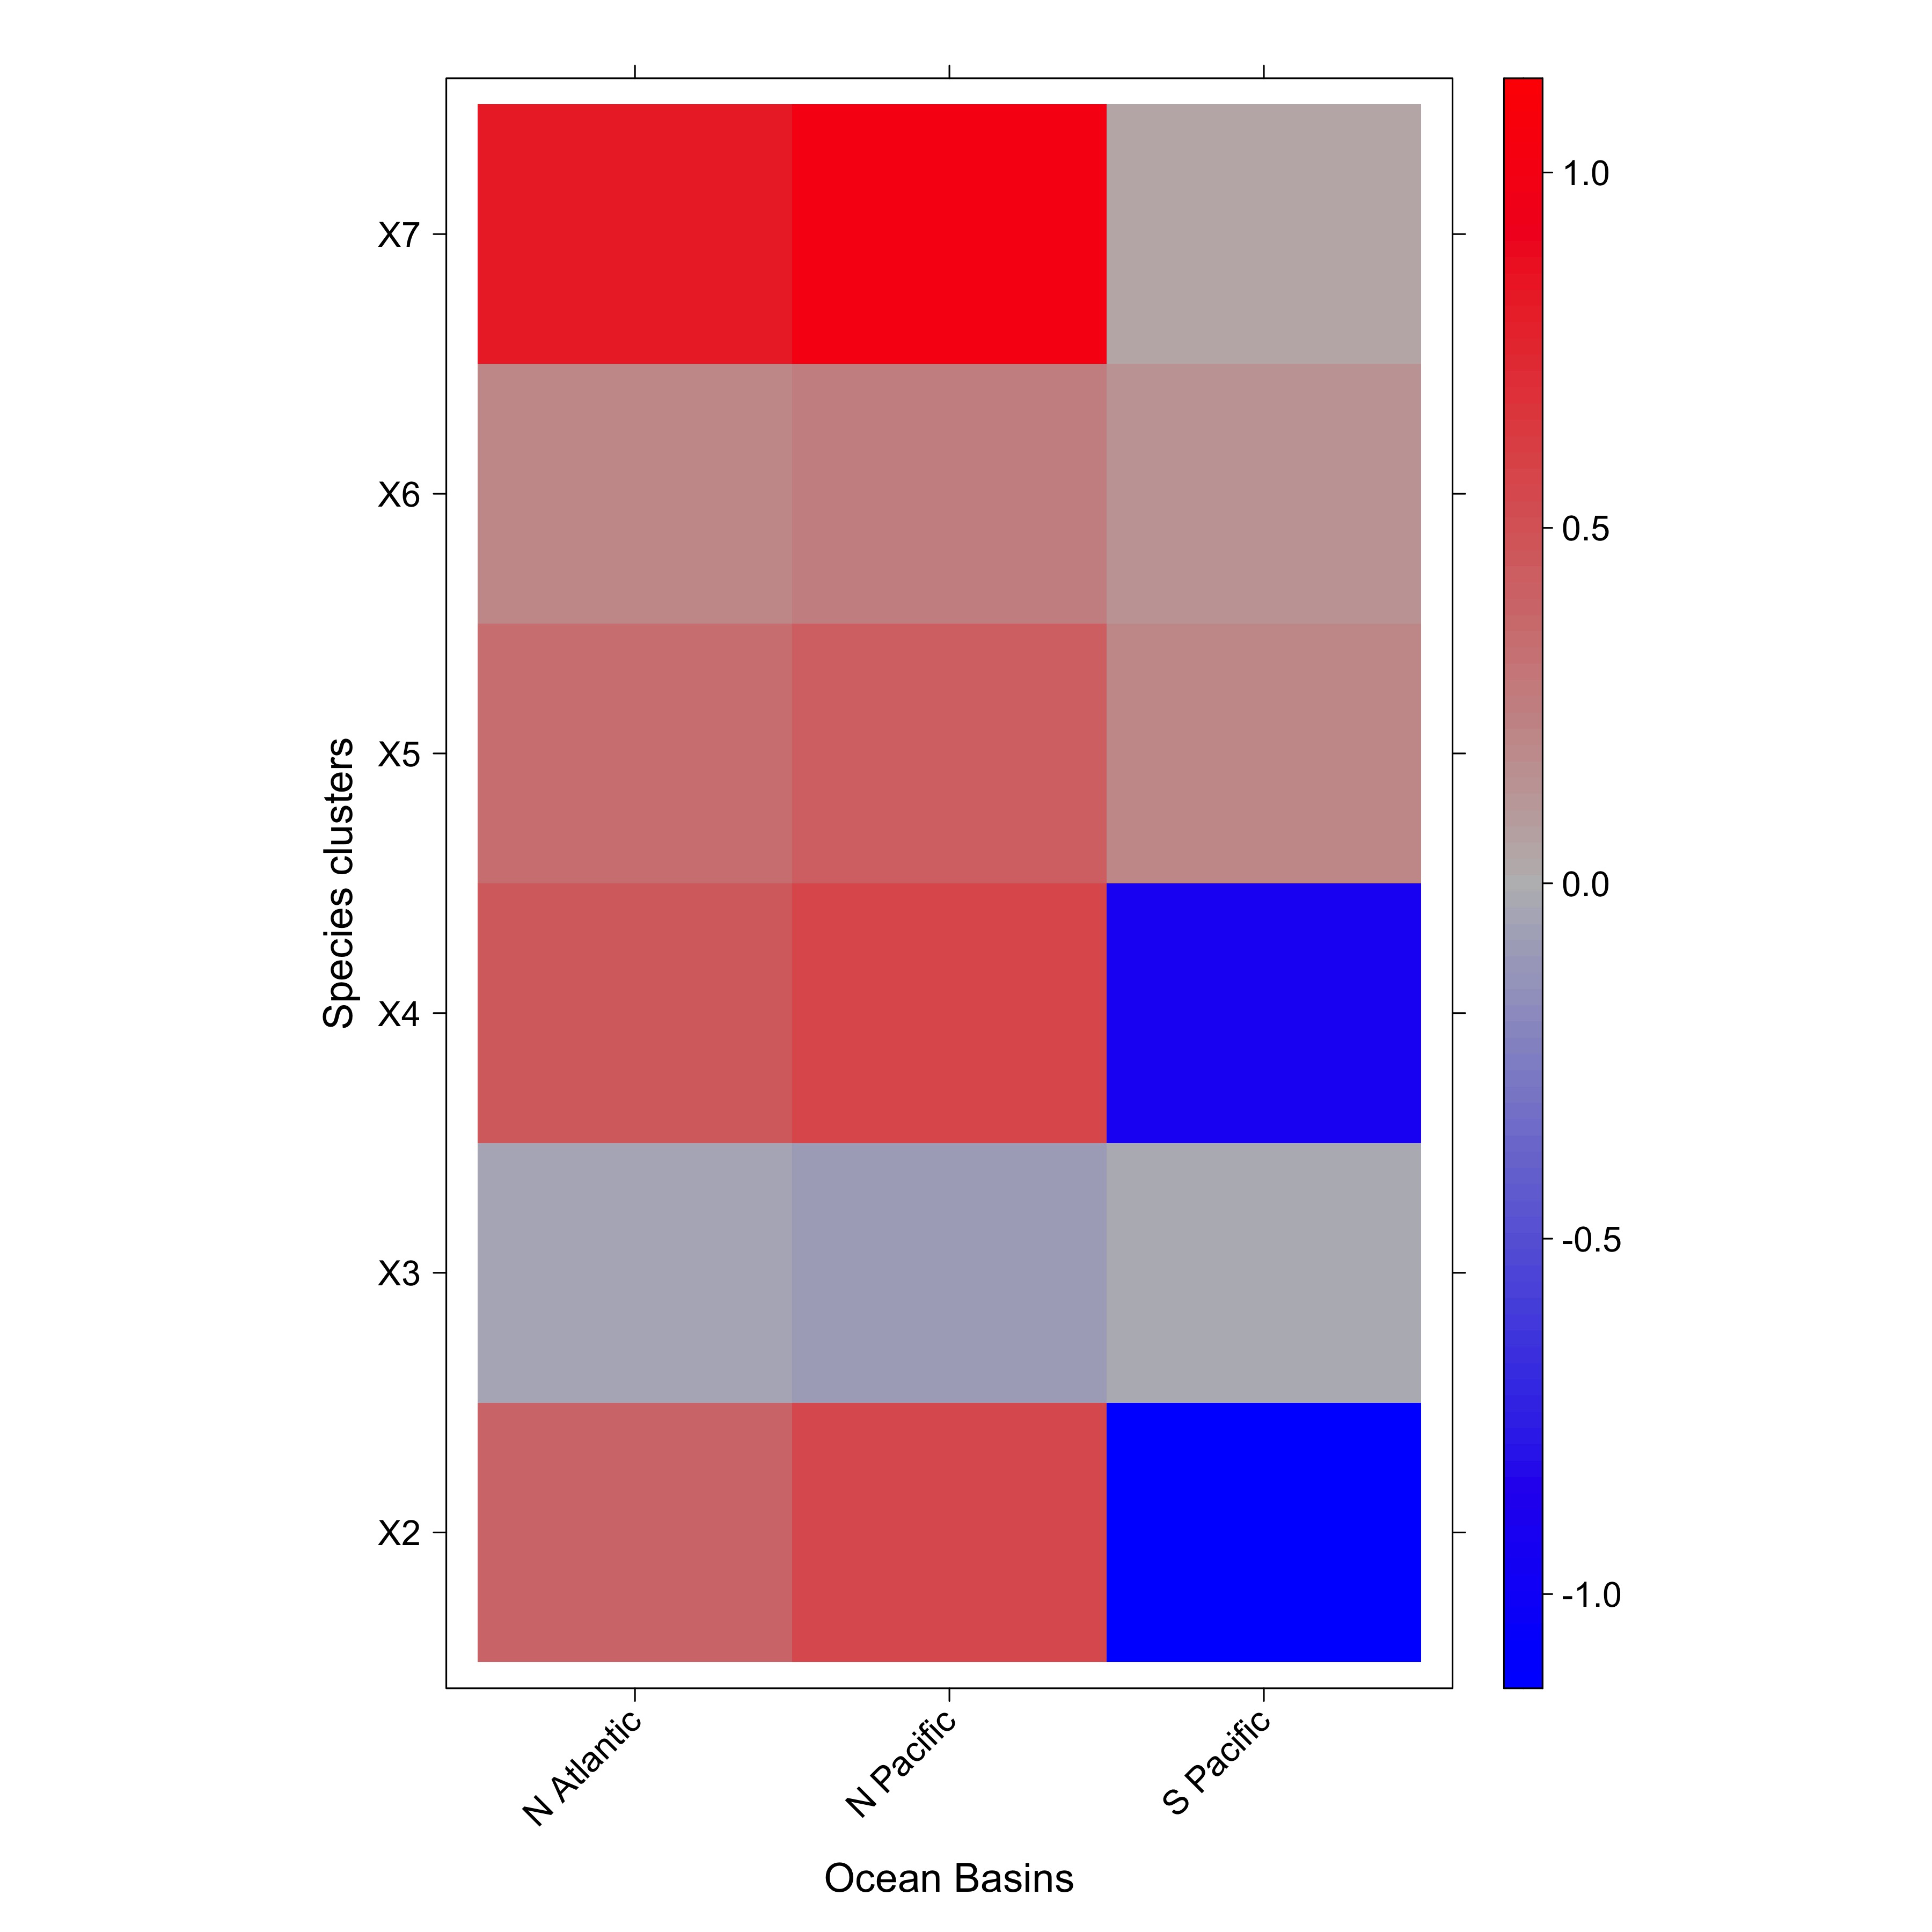 X7
X6
X5
X4
X3
X2
Species clusters
N Atlantic
N Pacific
S Pacific
Ocean Basins
1.0
0.5
0.0
-0.5
-1.0